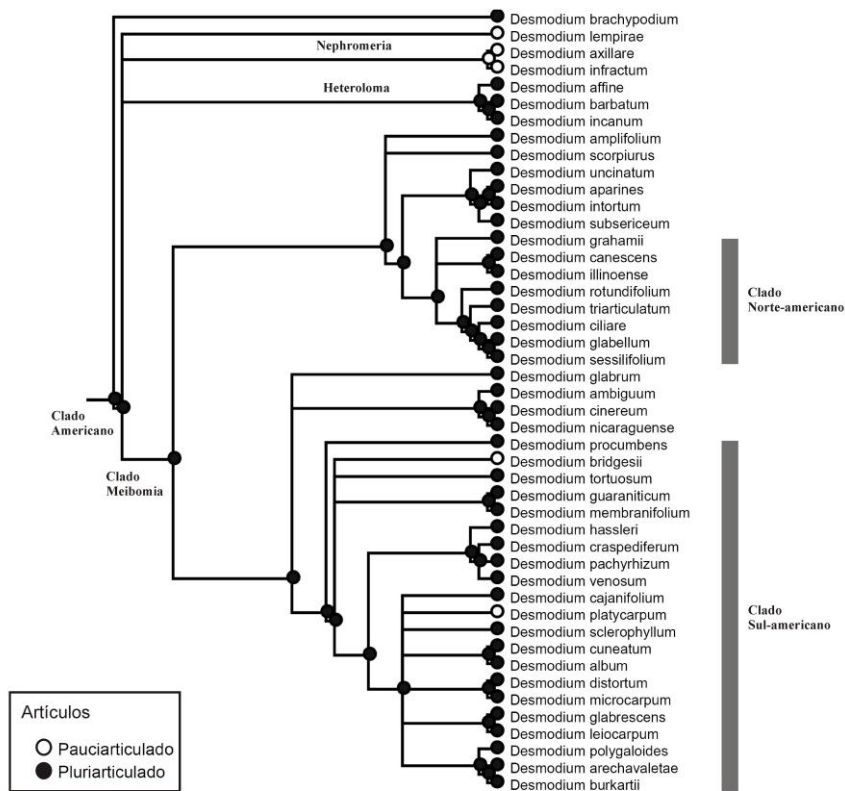 Desmodium brachypodium
Desmodium lempirae
Nephromeria
Desmodium axillare
Desmodium infractum
Heteroloma
Desmodium affine
Desmodium barbatum
Desmodium incanum
Desmodium amplifolium
Desmodium scorpiurus
Desmodium uncinatum
Desmodium aparines
Desmodium intortum
Desmodium subsericeum
Desmodium grahamii
Desmodium canescens
Desmodium illinoense
Desmodium rotundifolium
Desmodium triarticulatum
Desmodium ciliare
Desmodium glabellum
Desmodium sessilifolium
Clado
Norte-americano
Desmodium glabrum
Desmodium ambiguum
Desmodium cinereum
Desmodium nicaraguense
Clado
Americano
Clado
Meibomia
Desmodium procumbens
Desmodium bridgesii
Desmodium tortuosum
Desmodium guaraniticum
Desmodium membranifolium
Desmodium hassleri
Desmodium craspediferum
Desmodium pachyrhizum
Desmodium venosum
Desmodium cajanifolium
Desmodium platycarpum
Desmodium sclerophyllum
Desmodium cuneatum
Desmodium album
Desmodium distortum
Desmodium microcarpum
Desmodium glabrescens
Desmodium leiocarpum
Desmodium polygaloides
Desmodium arechavaletae
Desmodium burkartii
Clado
Sul-americano
Artículos
Pauciarticulado
Pluriarticulado